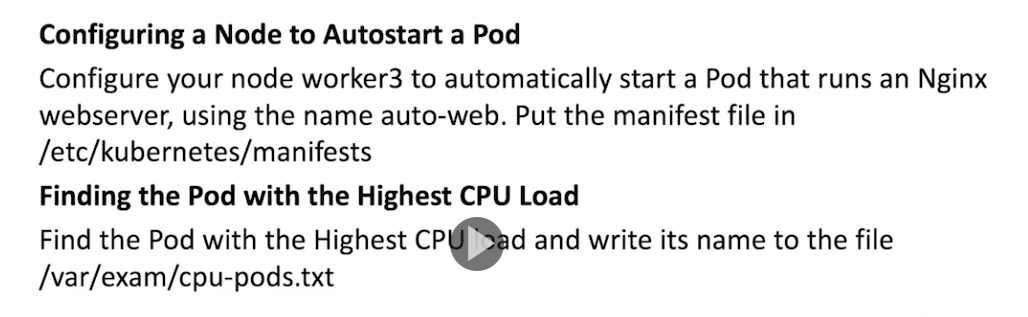 Configuring a Node to Autostart a Pod
Configure your node worker3 to automatically start a Pod that runs an Nginx
webserver, using the name auto-web. Put the manifest file in
/etc/kubernetes/manifests
Finding the Pod with the Highest CPU Load
Find the Pod with the Highest CPU load and write its name to the file
/var/exam/cpu-pods.txt